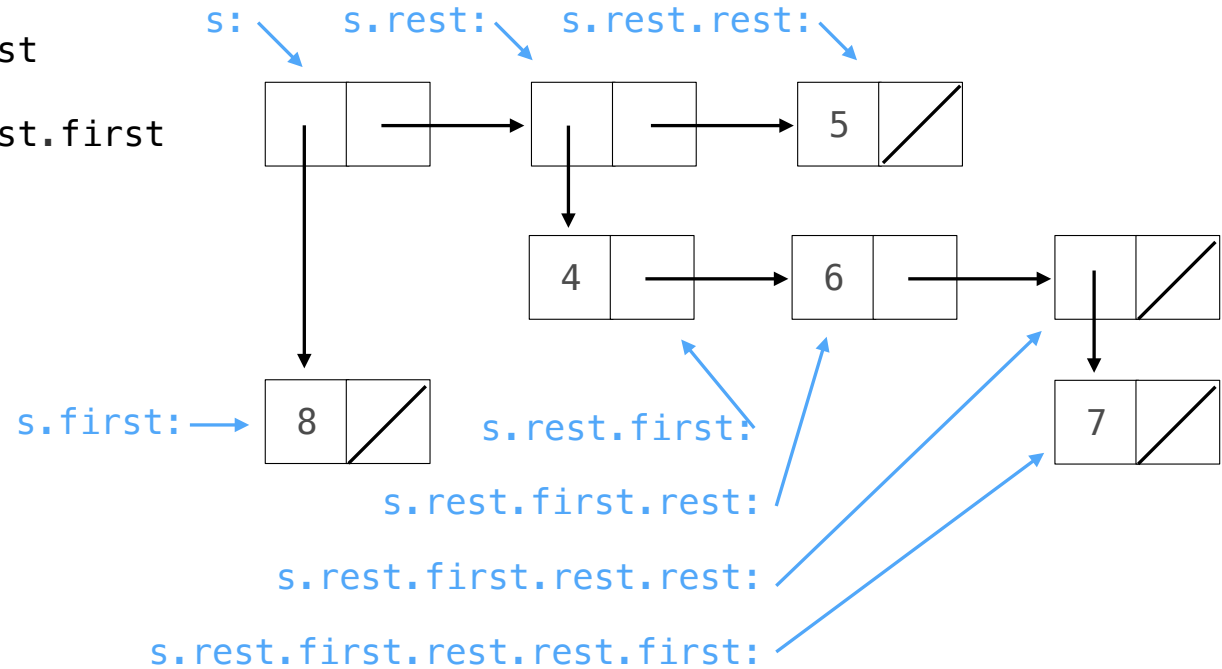 s: s.rest: s.rest.rest:
st
st.first
5
4 6
s.first: 8 s.rest.first: 7
s.rest.first.rest:
s.rest.first.rest.rest:
s.rest.first.rest.rest.first: